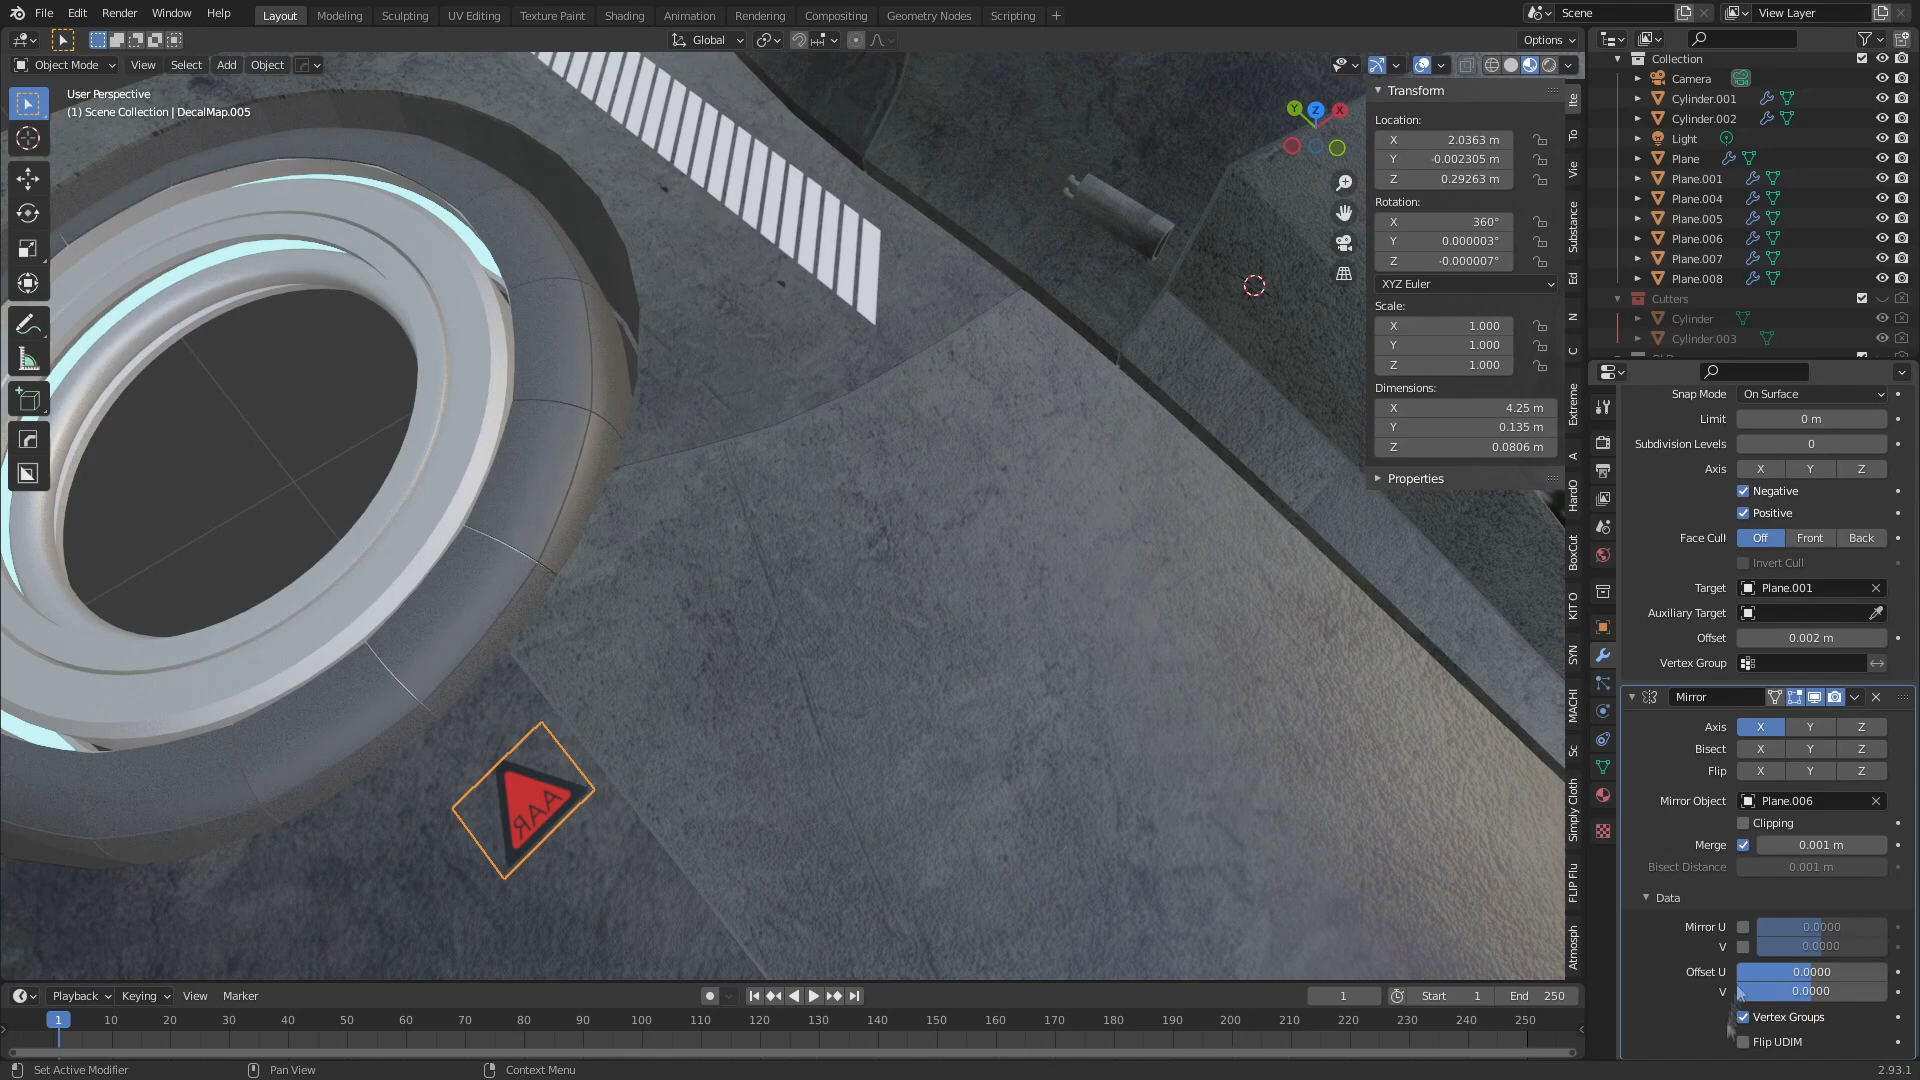 File Edit Render Window Help Layout Modeling Sculpting UV Editing Texture Paint Shading Animation Rendering Compositing Geometry Nodes Scripting + Scene View Layer
Global Options
Object Mode View Select Add Object
User Perspective
(1) Scene Collection | DecalMap.005
AAR
Transform
Location:
X 2.0363 m
Y -0.002305 m
Z 0.29263 m
Rotation:
X 360°
Y 0.000003°
Z -0.000007°
XYZ Euler
Scale:
X 1.000
Y 1.000
Z 1.000
Dimensions:
X 4.25 m
Y 0.135 m
Z 0.0806 m
Properties
Y Z X
Ite
To
Vie
Substance
Ed
N
C
Extreme
A
HardO
BoxCut
KIT O
SYN
MACHI
Sc
Simply Cloth
FLIP Flu
Atmosph
Collection
Camera
Cylinder.001
Cylinder.002
Light
Plane
Plane.001
Plane.004
Plane.005
Plane.006
Plane.007
Plane.008
Cutters
Cylinder
Cylinder.003
Snap Mode On Surface
Limit 0 m
Subdivision Levels 0
Axis X Y Z
Negative
Positive
Face Cull Off Front Back
Invert Cull
Target Plane.001
Auxiliary Target
Offset 0.002 m
Vertex Group
Mirror
Axis X Y Z
Bisect X Y Z
Flip X Y Z
Mirror Object Plane.006
Clipping
Merge 0.001 m
Bisect Distance 0.001 m
Data
Mirror U 0.0000
V 0.0000
Offset U 0.0000
V 0.0000
Vertex Groups
Flip UDIM
Playback Keying View Marker 1 Start 1 End 250
1 10 20 30 40 50 60 70 80 90 100 110 120 130 140 150 160 170 180 190 200 210 220 230 240 250
Set Active Modifier Pan View Context Menu 2.93.1